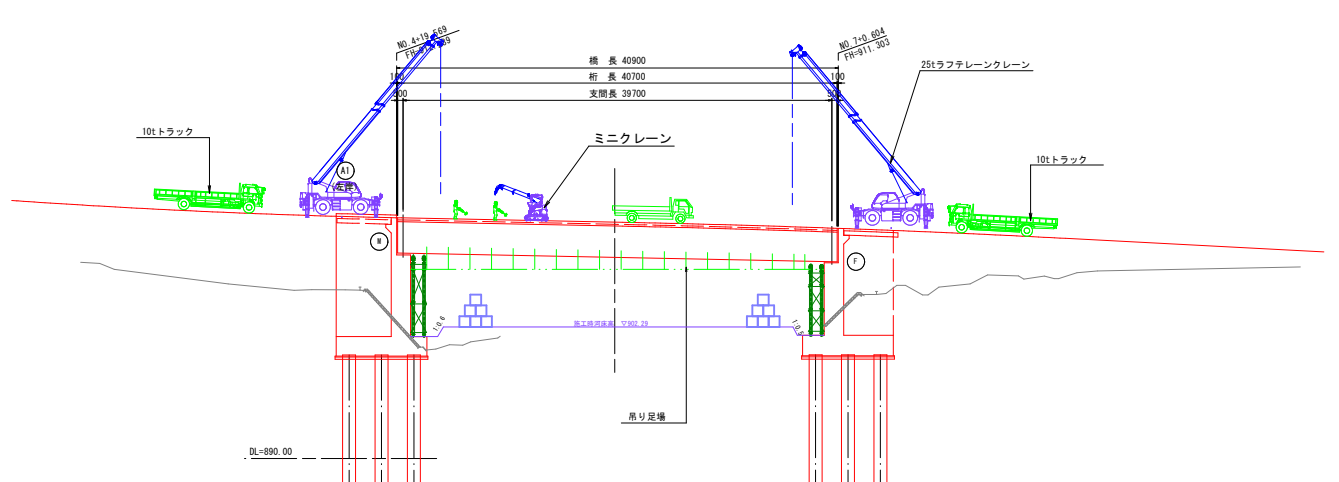 NO.4+19.669
NO.7+0.604
FH=911.303
橋 長 40900
100
桁 長 40700
100
支間長 39700
25tラフテレーンクレーン
10tトラック
ミニクレーン
10tトラック
A1
M
F
1:0.6
施工時河床高 ▽902.29
1:0.5
吊り足場
DL=890.00